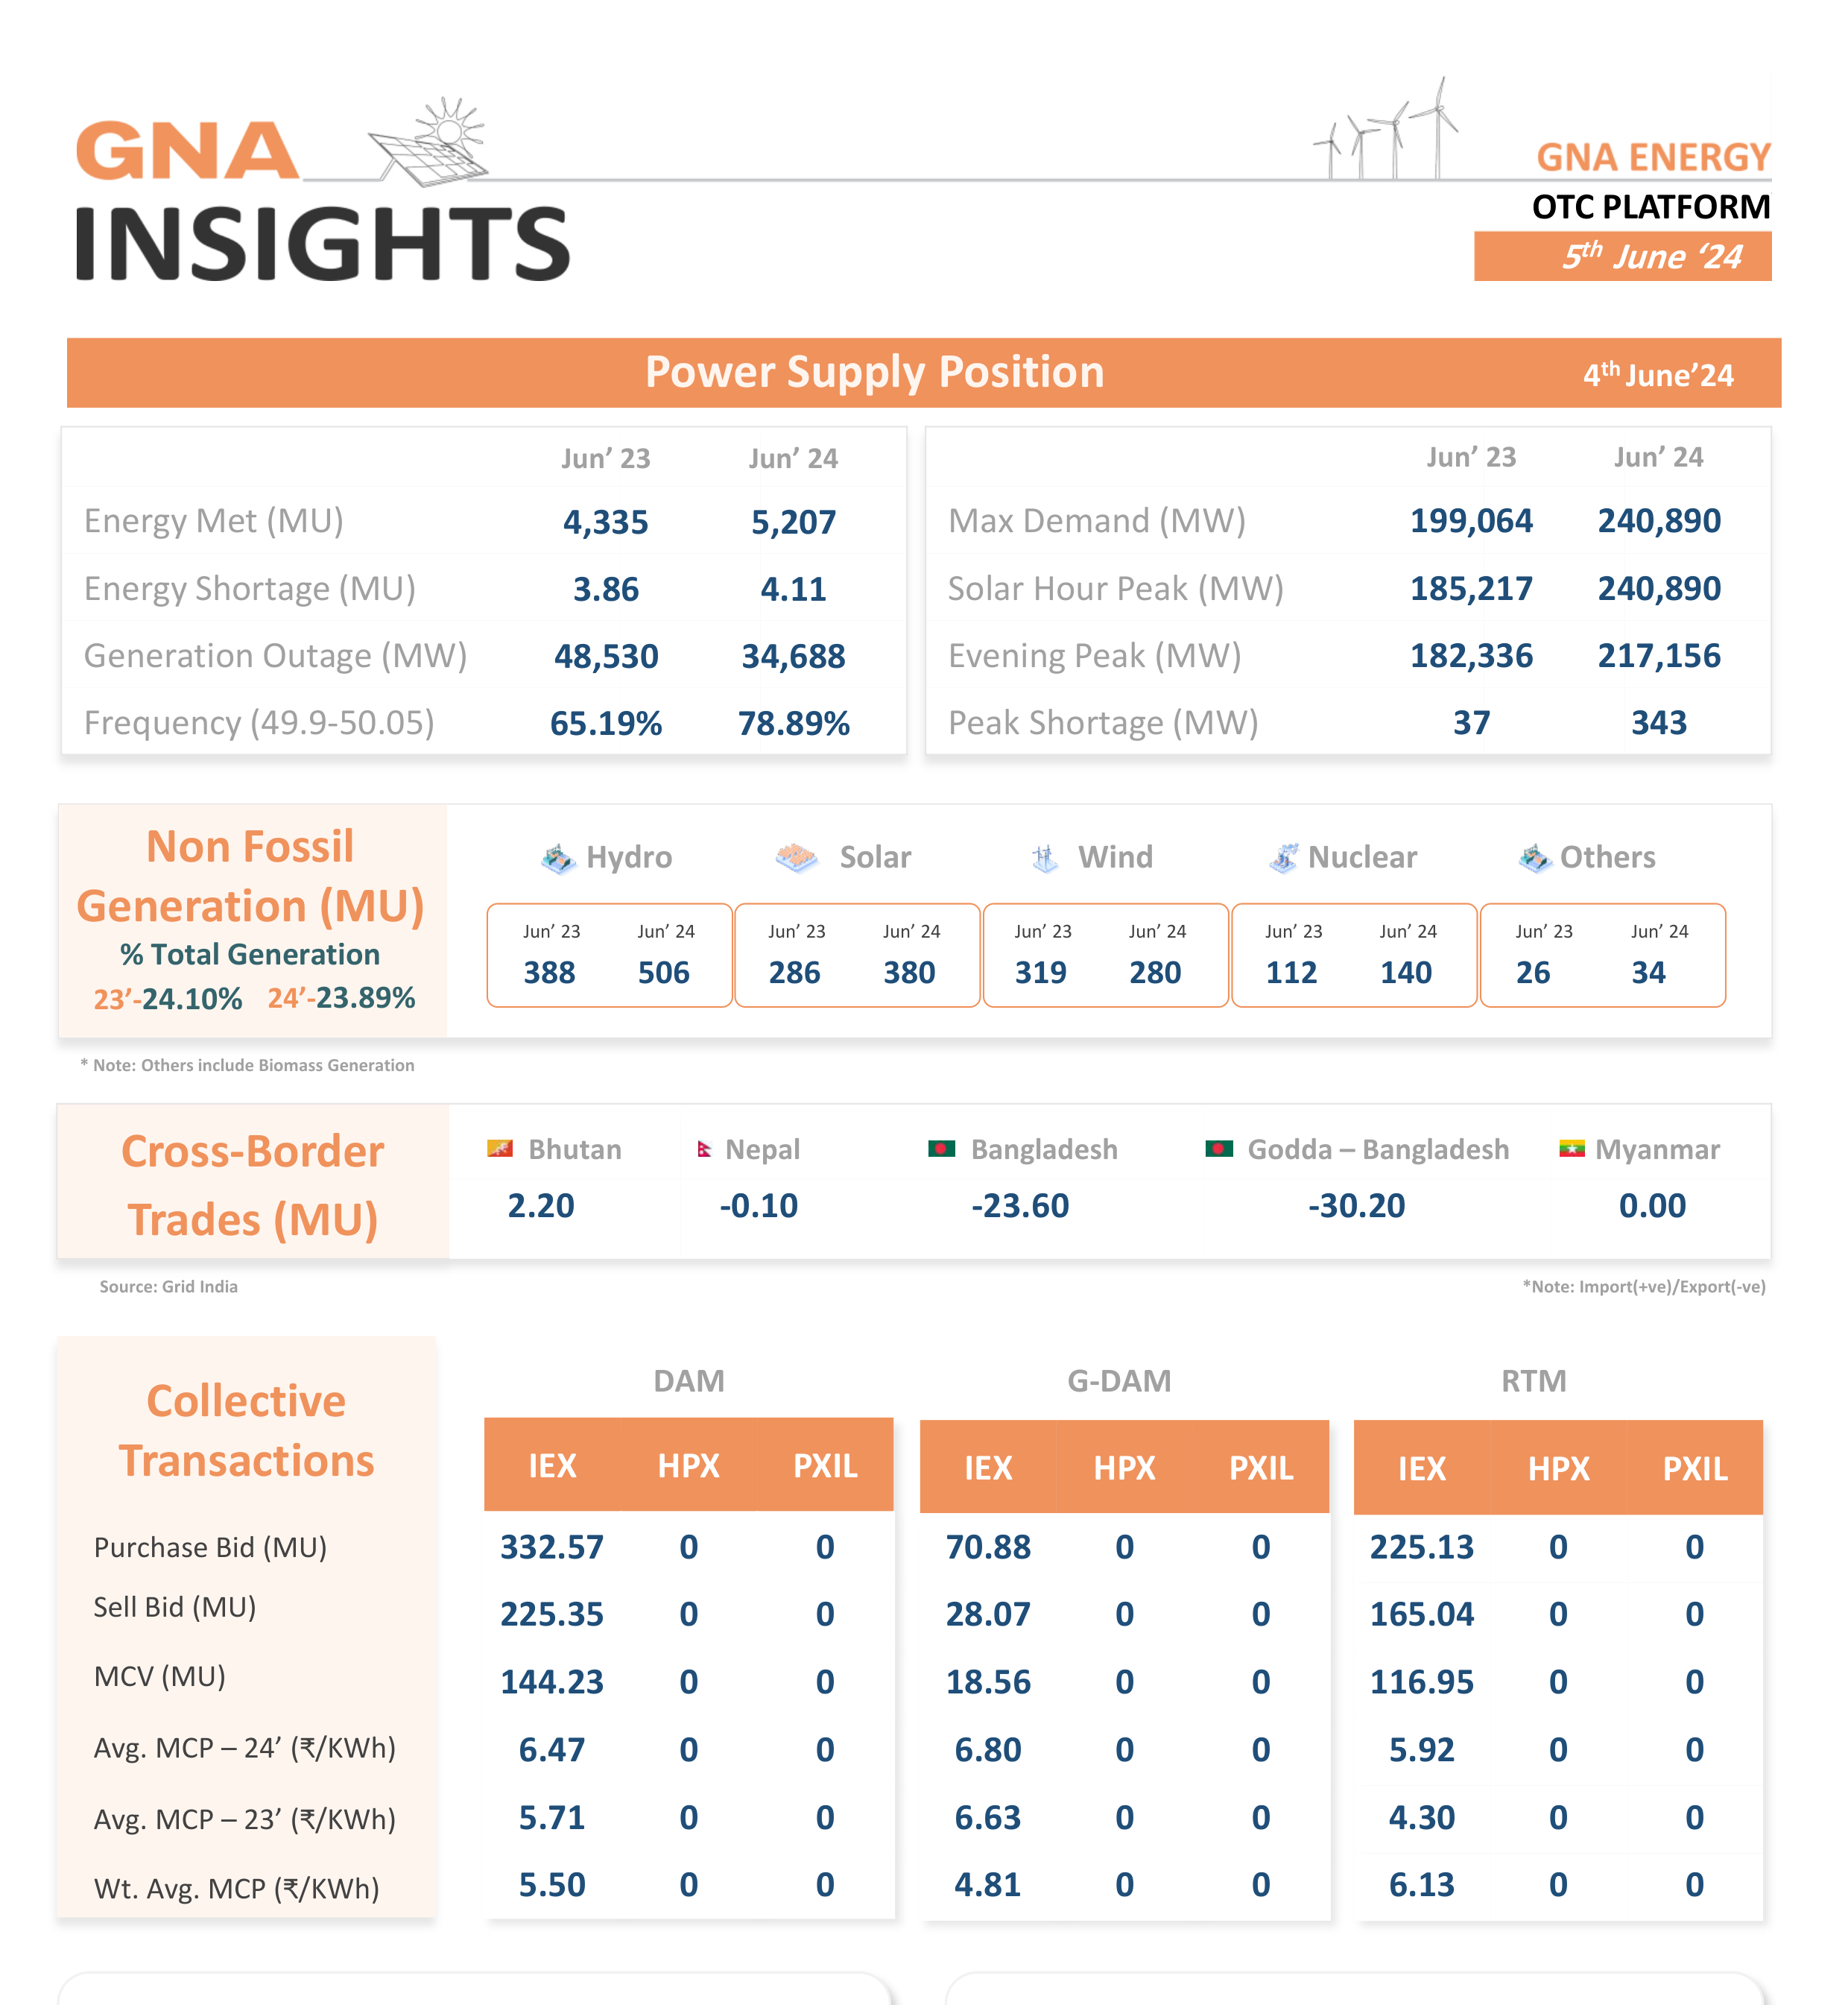 GNA
INSIGHTS
GNA ENERGY
OTC PLATFORM
5th June ‘24
Power Supply Position 4th June’24
Jun’ 23 Jun’ 24
Energy Met (MU) 4,335 5,207
Energy Shortage (MU) 3.86 4.11
Generation Outage (MW) 48,530 34,688
Frequency (49.9-50.05) 65.19% 78.89%
Jun’ 23 Jun’ 24
Max Demand (MW) 199,064 240,890
Solar Hour Peak (MW) 185,217 240,890
Evening Peak (MW) 182,336 217,156
Peak Shortage (MW) 37 343
Non Fossil
Generation (MU)
% Total Generation
23’-24.10% 24’-23.89%
Hydro Solar Wind Nuclear Others
Jun’ 23 Jun’ 24 Jun’ 23 Jun’ 24 Jun’ 23 Jun’ 24 Jun’ 23 Jun’ 24 Jun’ 23 Jun’ 24
388 506 286 380 319 280 112 140 26 34
* Note: Others include Biomass Generation
Cross-Border
Trades (MU)
Bhutan Nepal Bangladesh Godda – Bangladesh Myanmar
2.20 -0.10 -23.60 -30.20 0.00
Source: Grid India *Note: Import(+ve)/Export(-ve)
Collective
Transactions
DAM G-DAM RTM
IEX HPX PXIL IEX HPX PXIL IEX HPX PXIL
Purchase Bid (MU) 332.57 0 0 70.88 0 0 225.13 0 0
Sell Bid (MU) 225.35 0 0 28.07 0 0 165.04 0 0
MCV (MU) 144.23 0 0 18.56 0 0 116.95 0 0
Avg. MCP – 24’ (₹/KWh) 6.47 0 0 6.80 0 0 5.92 0 0
Avg. MCP – 23’ (₹/KWh) 5.71 0 0 6.63 0 0 4.30 0 0
Wt. Avg. MCP (₹/KWh) 5.50 0 0 4.81 0 0 6.13 0 0